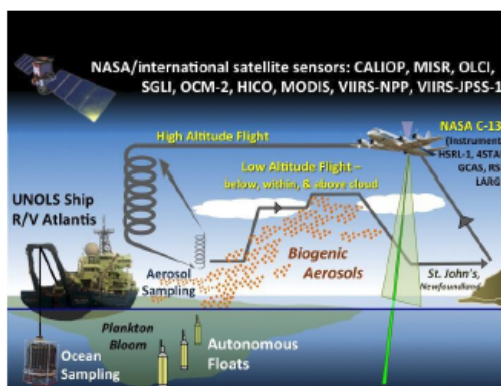 NASA/international satellite sensors: CALIOP, MISR, OLCI,
SGLI, OCM-2, HICO, MODIS, VIIRS-NPP, VIIRS-JPSS-1
High Altitude Flight
NASA C-13
(Instrument
HSRL-1, 4STAR
GCAS, RS
LARG
Low Altitude Flight –
below, within, & above cloud
UNOLS Ship
R/V Atlantis
Biogenic
Aerosols
Aerosol
Sampling
St. John's,
Newfoundland
Plankton
Bloom
Autonomous
Floats
Ocean
Sampling